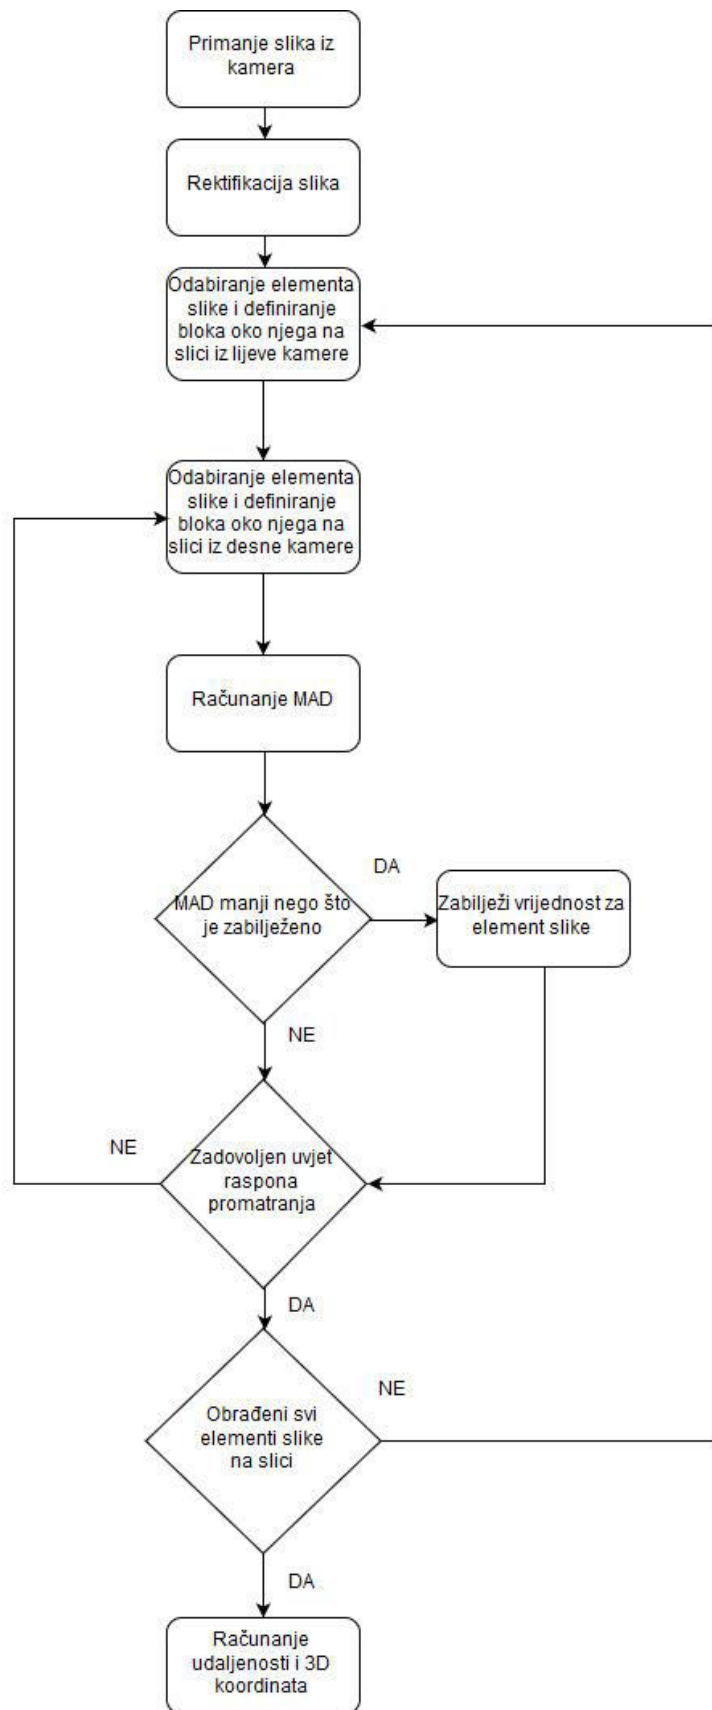 Primanje slika iz
kamera
Rektifikacija slika
Odabiranje elementa
slike i definiranje
bloka oko njega na
slici iz lijeve kamere
Odabiranje elementa
slike i definiranje
bloka oko njega na
slici iz desne kamere
Računanje MAD
MAD manji nego što
je zabilježeno
DA
Zabilježi vrijednost za
element slike
NE
Zadovoljen uvjet
raspona
promatranja
NE
DA
Obrađeni svi
elementi slike
na slici
NE
DA
Računanje
udaljenosti i 3D
koordinata